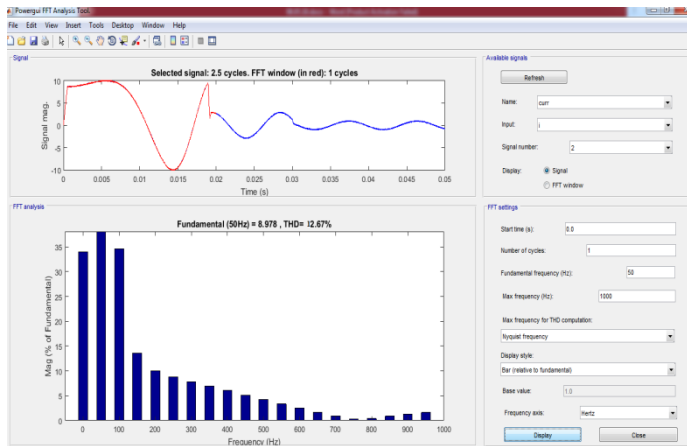 Powergui FFT Analysis Tool
File Edit View Insert Tools Desktop Window Help
Signal
Selected signal: 2.5 cycles. FFT window (in red): 1 cycles
Signal mag.
10
5
0
-5
-10
0 0.005 0.01 0.015 0.02 0.025 0.03 0.035 0.04 0.045 0.05
Time (s)
FFT analysis
Fundamental (50Hz) = 8.978 , THD= 12.67%
Mag (% of Fundamental)
35
30
25
20
15
10
5
0
0 100 200 300 400 500 600 700 800 900 1000
Frequency (Hz)
Available signals
Refresh
Name: curr
Input: i
Signal number: 2
Display: Signal
FFT window
FFT settings
Start time (s): 0.0
Number of cycles: 1
Fundamental frequency (Hz): 50
Max frequency (Hz): 1000
Max frequency for THD computation:
Nyquist frequency
Display style:
Bar (relative to fundamental)
Base value: 1.0
Frequency axis: Hertz
Display Close